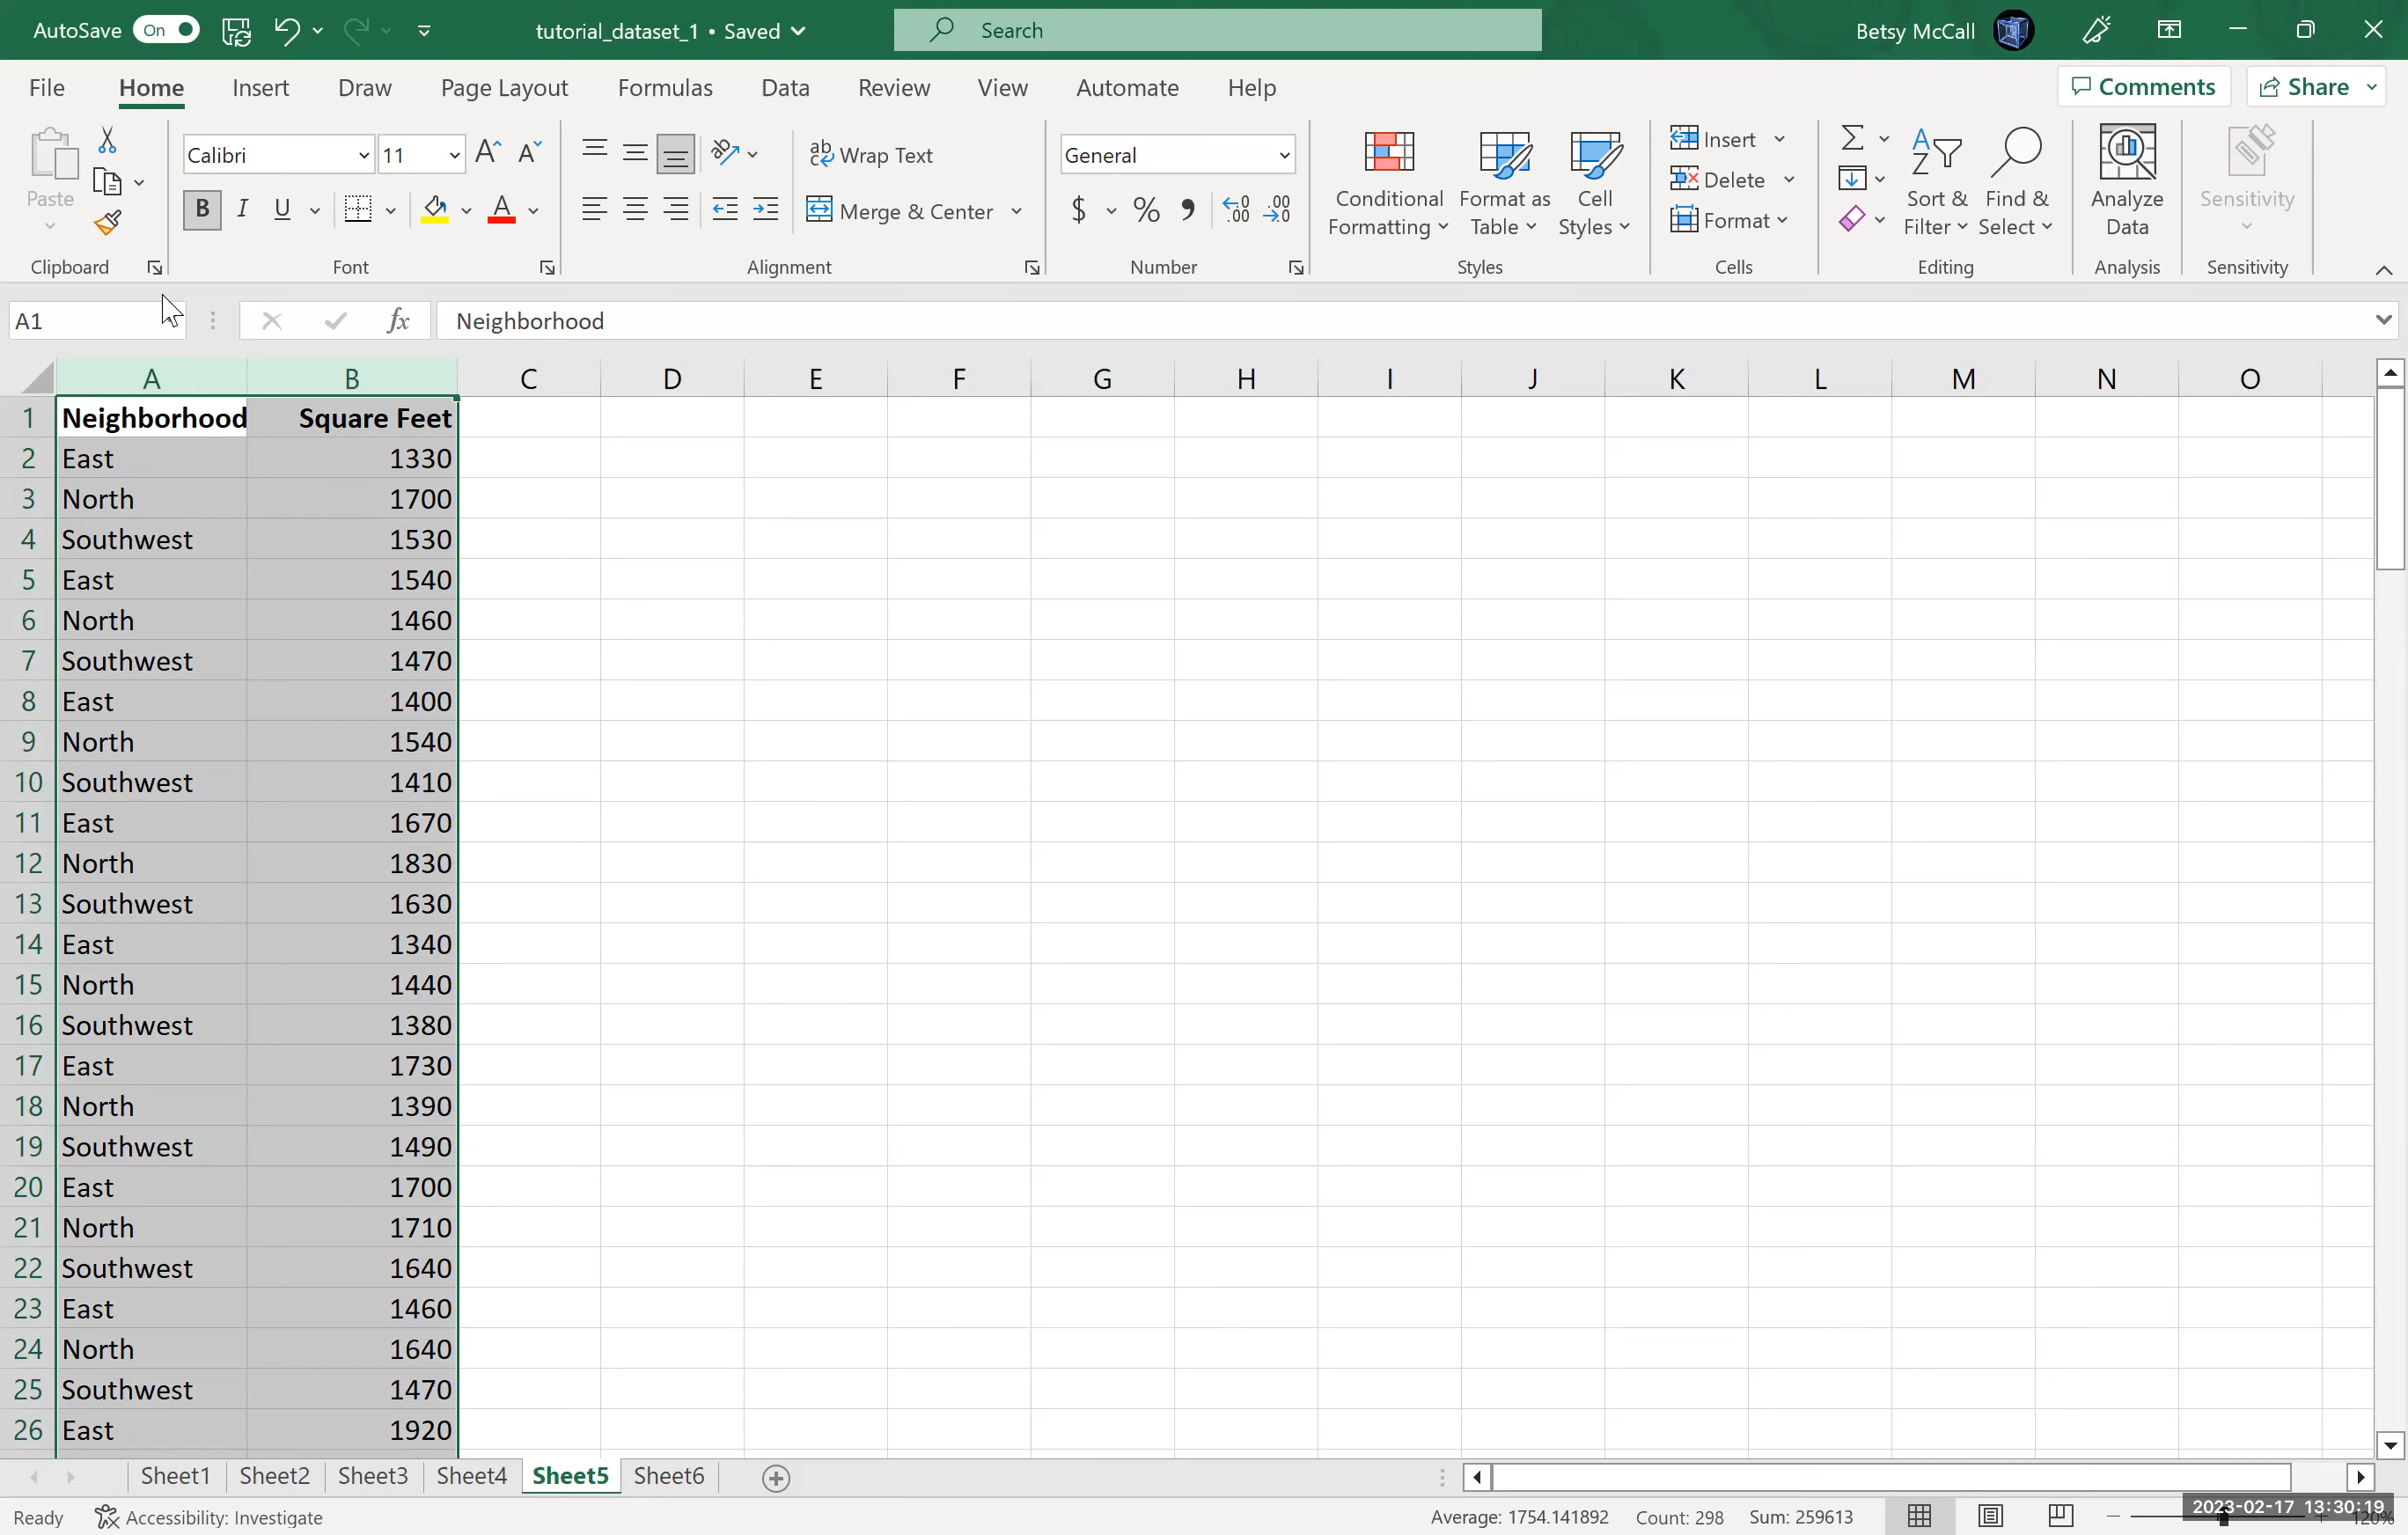 AutoSave On tutorial_dataset_1 • Saved Search Betsy McCall
File Home Insert Draw Page Layout Formulas Data Review View Automate Help Comments Share
Paste Calibri 11 Wrap Text General Conditional Formatting Format as Table Cell Styles Insert Sort & Filter Find & Select Analyze Data Sensitivity
B I U Merge & Center $ % Delete
Format
Clipboard Font Alignment Number Styles Cells Editing Analysis Sensitivity
A1 fx Neighborhood
A B C D E F G H I J K L M N O
1 Neighborhood Square Feet
2 East 1330
3 North 1700
4 Southwest 1530
5 East 1540
6 North 1460
7 Southwest 1470
8 East 1400
9 North 1540
10 Southwest 1410
11 East 1670
12 North 1830
13 Southwest 1630
14 East 1340
15 North 1440
16 Southwest 1380
17 East 1730
18 North 1390
19 Southwest 1490
20 East 1700
21 North 1710
22 Southwest 1640
23 East 1460
24 North 1640
25 Southwest 1470
26 East 1920
Sheet1 Sheet2 Sheet3 Sheet4 Sheet5 Sheet6
Ready Accessibility: Investigate Average: 1754.141892 Count: 298 Sum: 259613 120%
2023-02-17 13:30:19